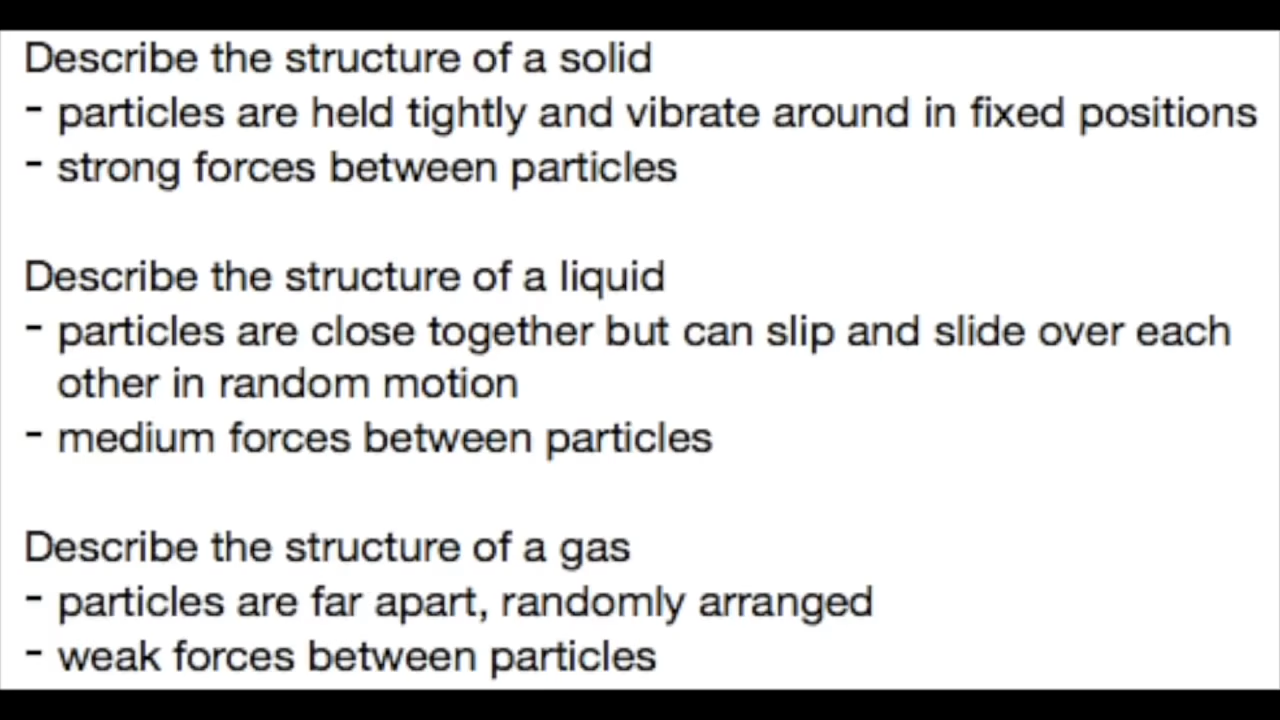 Describe the structure of a solid
- particles are held tightly and vibrate around in fixed positions
- strong forces between particles
Describe the structure of a liquid
- particles are close together but can slip and slide over each
other in random motion
- medium forces between particles
Describe the structure of a gas
- particles are far apart, randomly arranged
- weak forces between particles